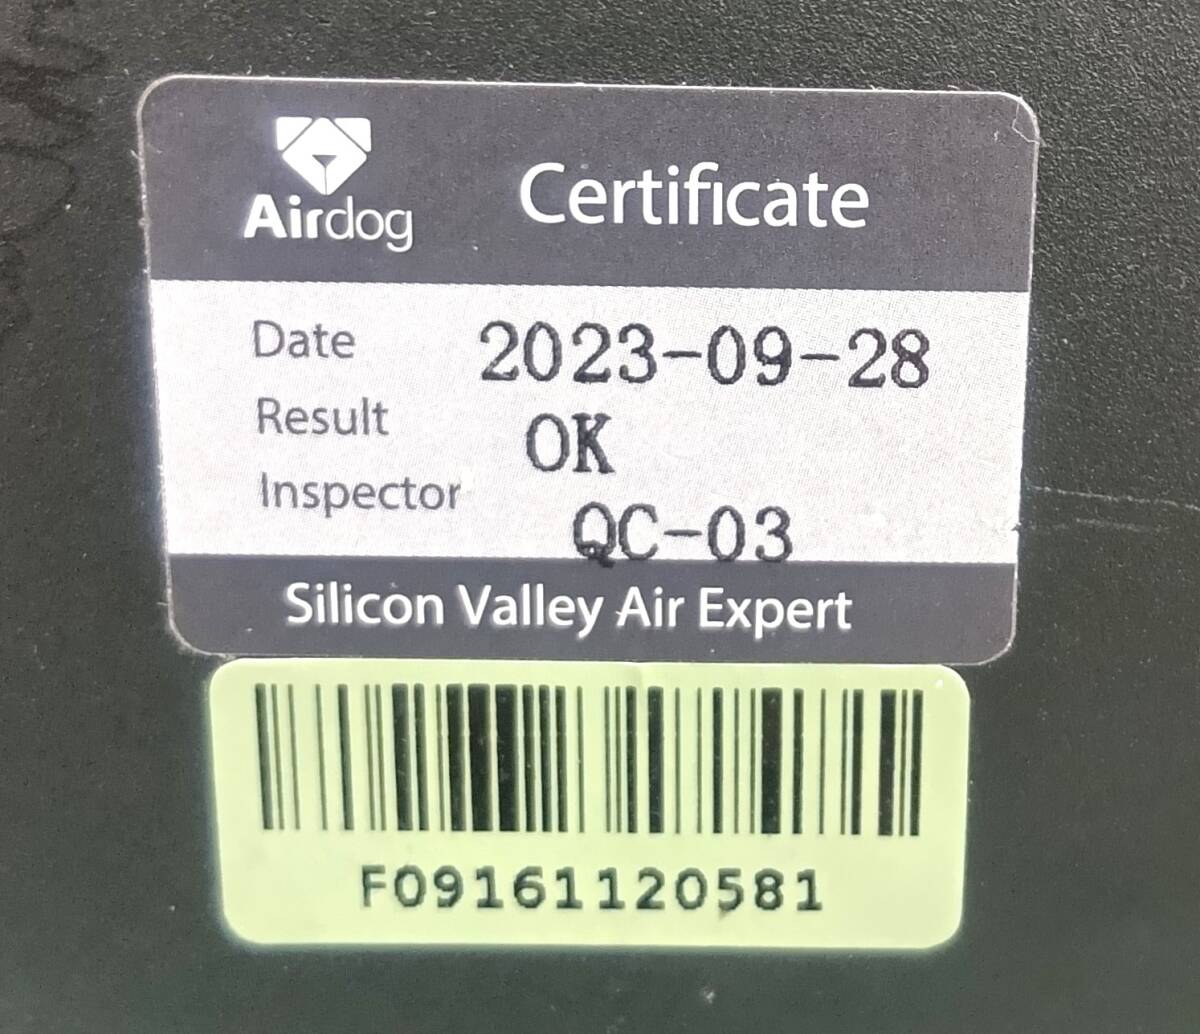 Airdog
Certificate
Date 2023-09-28
Result OK
Inspector QC-03
Silicon Valley Air Expert
F09161120581